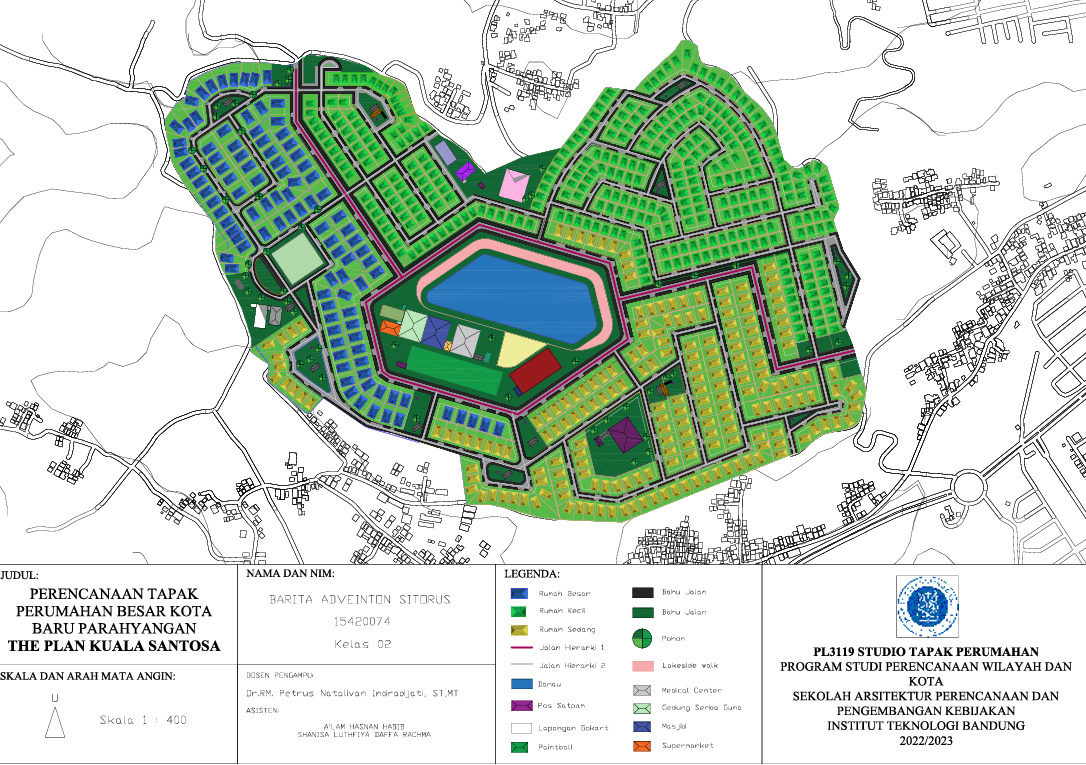 JUDUL:
PERENCANAAN TAPAK
PERUMAHAN BESAR KOTA
BARU PARAHYANGAN
THE PLAN KUALA SANTOSA
SKALA DAN ARAH MATA ANGIN:
U
Skala 1 : 400
NAMA DAN NIM:
BARITA ADVEINTON SITORUS
15420074
Kelas 02
DOSEN PENGAMPU:
Dr.RM. Petrus Natalivan Indradjati, ST,MT
ASISTEN:
A'LAM HASNAN HABIB
SHANISA LUTHFIYA DAFFA RACHMA
LEGENDA:
Rumah Besar
Rumah Kecil
Rumah Sedang
Jalan Hierarki 1
Jalan Hierarki 2
Danau
Pos Satpam
Lapangan Gokart
Paintball
Bahu Jalan
Bahu Jalan
Pohon
Lakeside walk
Medical Center
Gedung Serba Guna
Masjid
Supermarket
PL3119 STUDIO TAPAK PERUMAHAN
PROGRAM STUDI PERENCANAAN WILAYAH DAN
KOTA
SEKOLAH ARSITEKTUR PERENCANAAN DAN
PENGEMBANGAN KEBIJAKAN
INSTITUT TEKNOLOGI BANDUNG
2022/2023